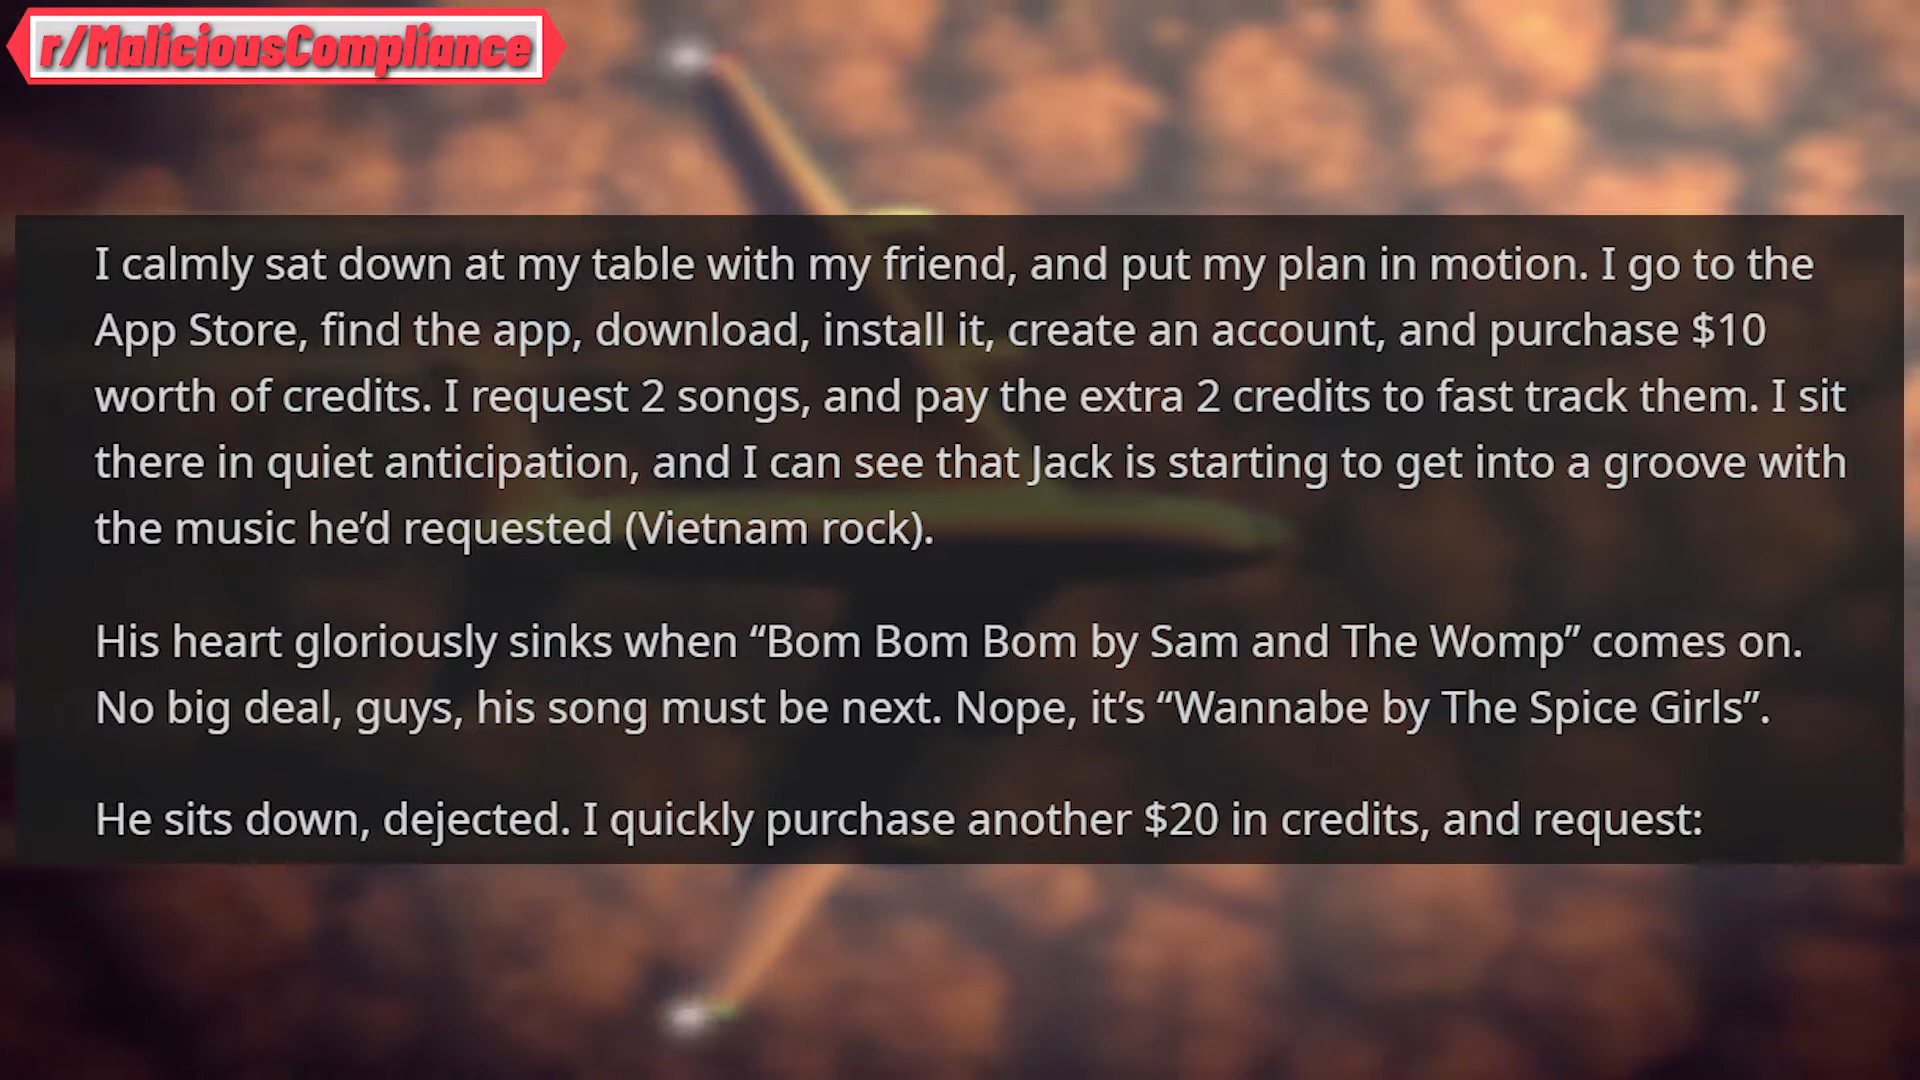 r/MaliciousCompliance
I calmly sat down at my table with my friend, and put my plan in motion. I go to the
App Store, find the app, download, install it, create an account, and purchase $10
worth of credits. I request 2 songs, and pay the extra 2 credits to fast track them. I sit
there in quiet anticipation, and I can see that Jack is starting to get into a groove with
the music he’d requested (Vietnam rock).
His heart gloriously sinks when “Bom Bom Bom by Sam and The Womp” comes on.
No big deal, guys, his song must be next. Nope, it’s “Wannabe by The Spice Girls”.
He sits down, dejected. I quickly purchase another $20 in credits, and request: